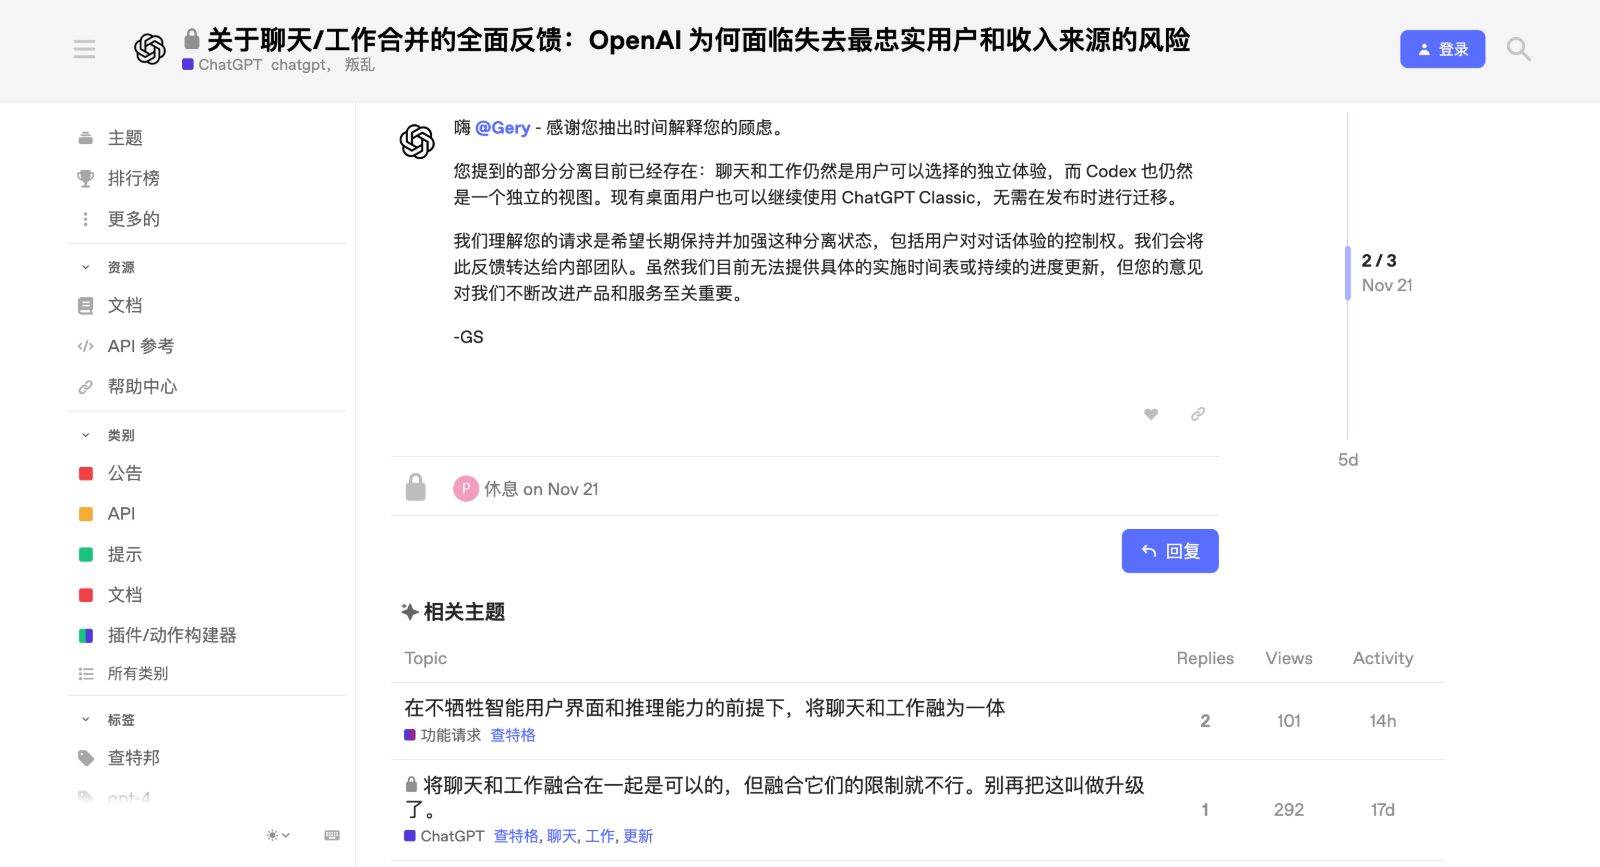 关于聊天/工作合并的全面反馈：OpenAI 为何面临失去最忠实用户和收入来源的风险
ChatGPT chatgpt， 叛乱
登录
主题
排行榜
更多的
资源
文档
API 参考
帮助中心
类别
公告
API
提示
文档
插件/动作构建器
所有类别
标签
查特邦
gpt-4
嗨 @Gery - 感谢您抽出时间解释您的顾虑。
您提到的部分分离目前已经存在：聊天和工作仍然是用户可以选择的独立体验，而 Codex 也仍然
是一个独立的视图。现有桌面用户也可以继续使用 ChatGPT Classic，无需在发布时进行迁移。
我们理解您的请求是希望长期保持并加强这种分离状态，包括用户对对话体验的控制权。我们会将
此反馈转达给内部团队。虽然我们目前无法提供具体的实施时间表或持续的进度更新，但您的意见
对我们不断改进产品和服务至关重要。
-GS
2 / 3
Nov 21
5d
P 休息 on Nov 21
回复
相关主题
Topic Replies Views Activity
在不牺牲智能用户界面和推理能力的前提下，将聊天和工作融为一体
功能请求 查特格
2 101 14h
将聊天和工作融合在一起是可以的，但融合它们的限制就不行。别再把这叫做升级
了。
ChatGPT 查特格, 聊天, 工作, 更新
1 292 17d